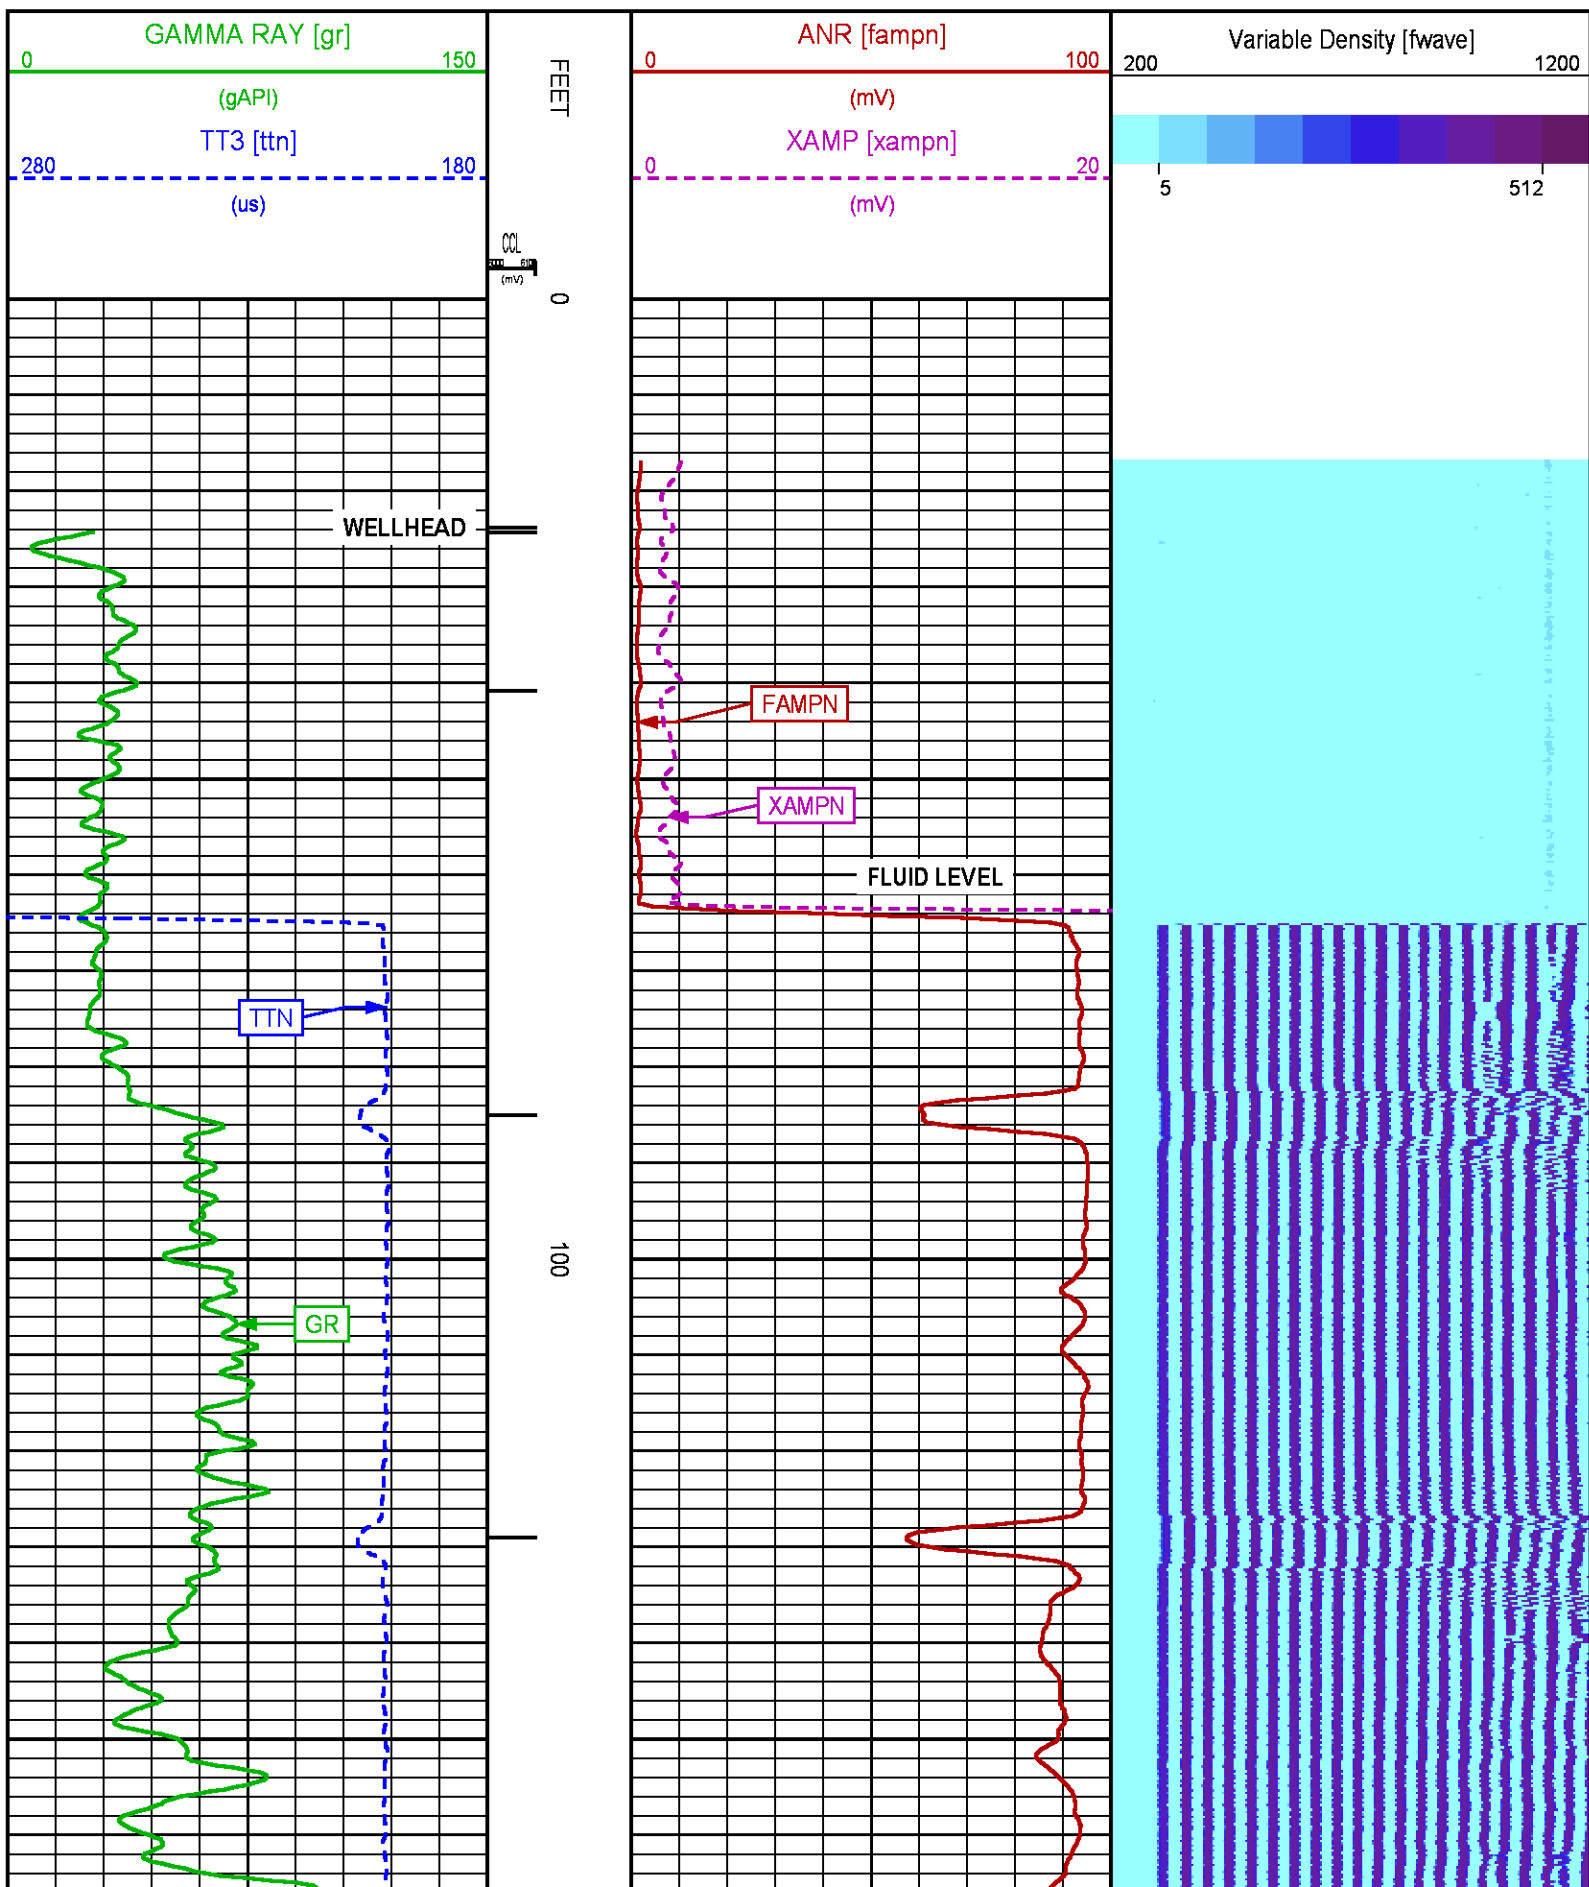 GAMMA RAY [gr]
0 150
(gAPI)
TT3 [ttn]
280 180
(us)
FEET
CCL
(mV)
0
ANR [fampn]
0 100
(mV)
XAMP [xampn]
0 20
(mV)
Variable Density [fwave]
200 1200
5 512
WELLHEAD
FAMPN
XAMPN
FLUID LEVEL
TTN
100
GR